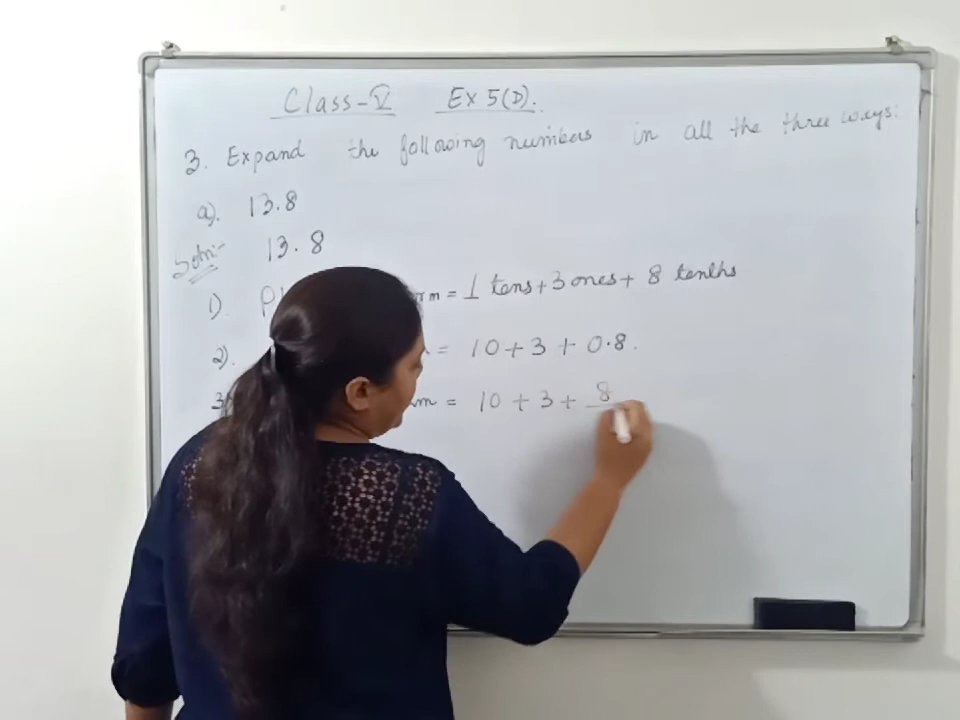 Class-V Ex 5(D).
3. Expand the following numbers in all the three ways:
a). 13.8
Soln:- 13.8
1). = 1 tens+3 ones+ 8 tenths
2). = 10+3+0.8.
3) = 10+3+ 8